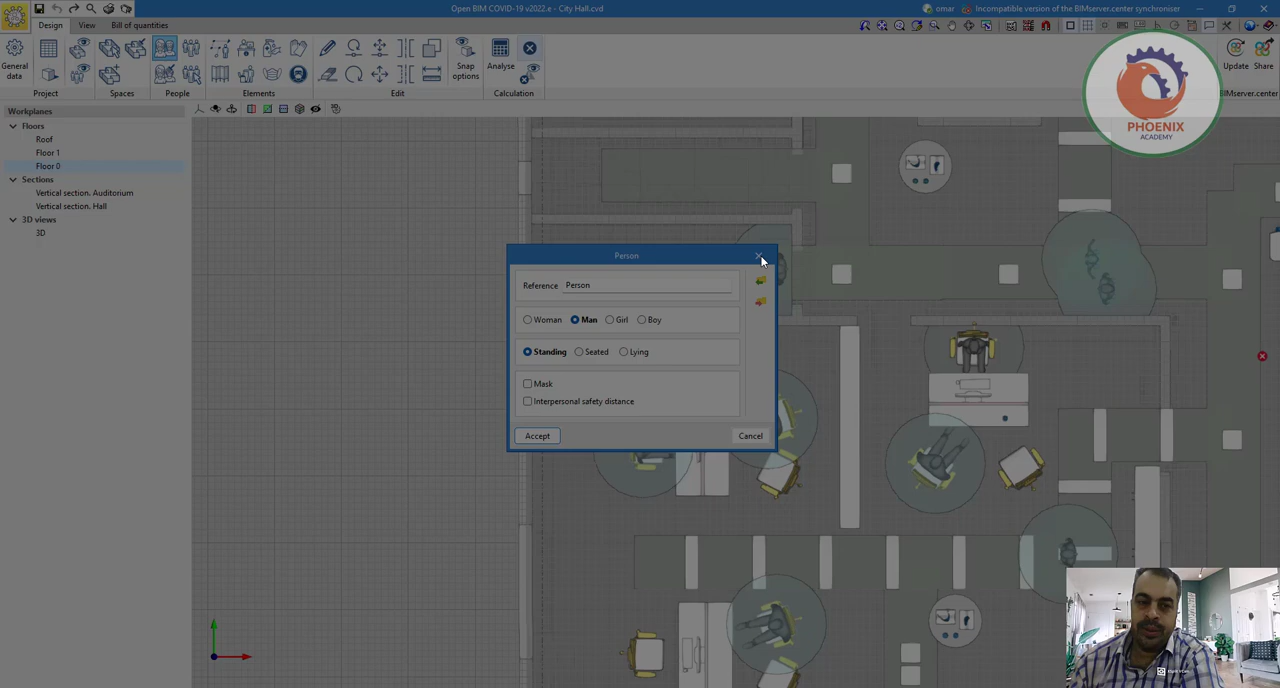 Open BIM COVID-19 v2022.e - City Hall.cvd
omar
Incompatible version of the BIMserver.center synchroniser
Design
View
Bill of quantities
General data
Snap options
Analyse
Update
Share
Project
Spaces
People
Elements
Edit
Calculation
BIMserver.center
PHOENIX
ACADEMY
Workplanes
Floors
Roof
Floor 1
Floor 0
Sections
Vertical section. Auditorium
Vertical section. Hall
3D views
3D
Person
Reference Person
Woman Man Girl Boy
Standing Seated Lying
Mask
Interpersonal safety distance
Accept Cancel